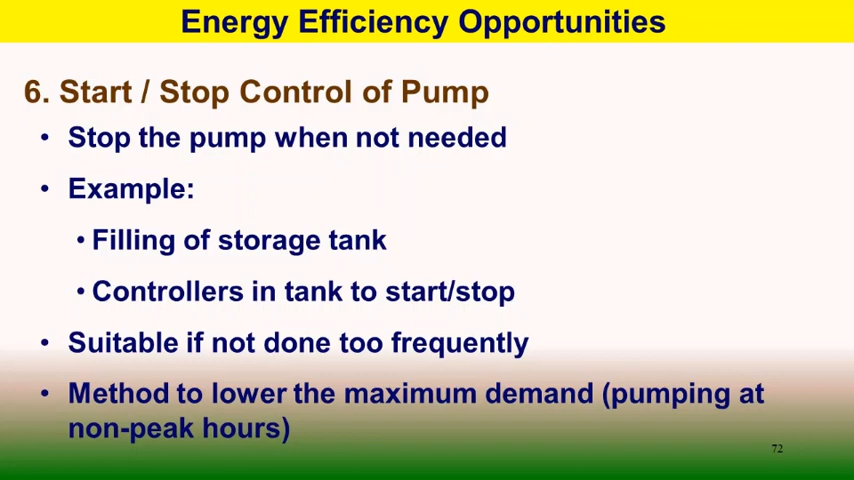 Energy Efficiency Opportunities
6. Start / Stop Control of Pump
• Stop the pump when not needed
• Example:
• Filling of storage tank
• Controllers in tank to start/stop
• Suitable if not done too frequently
• Method to lower the maximum demand (pumping at
non-peak hours)
72